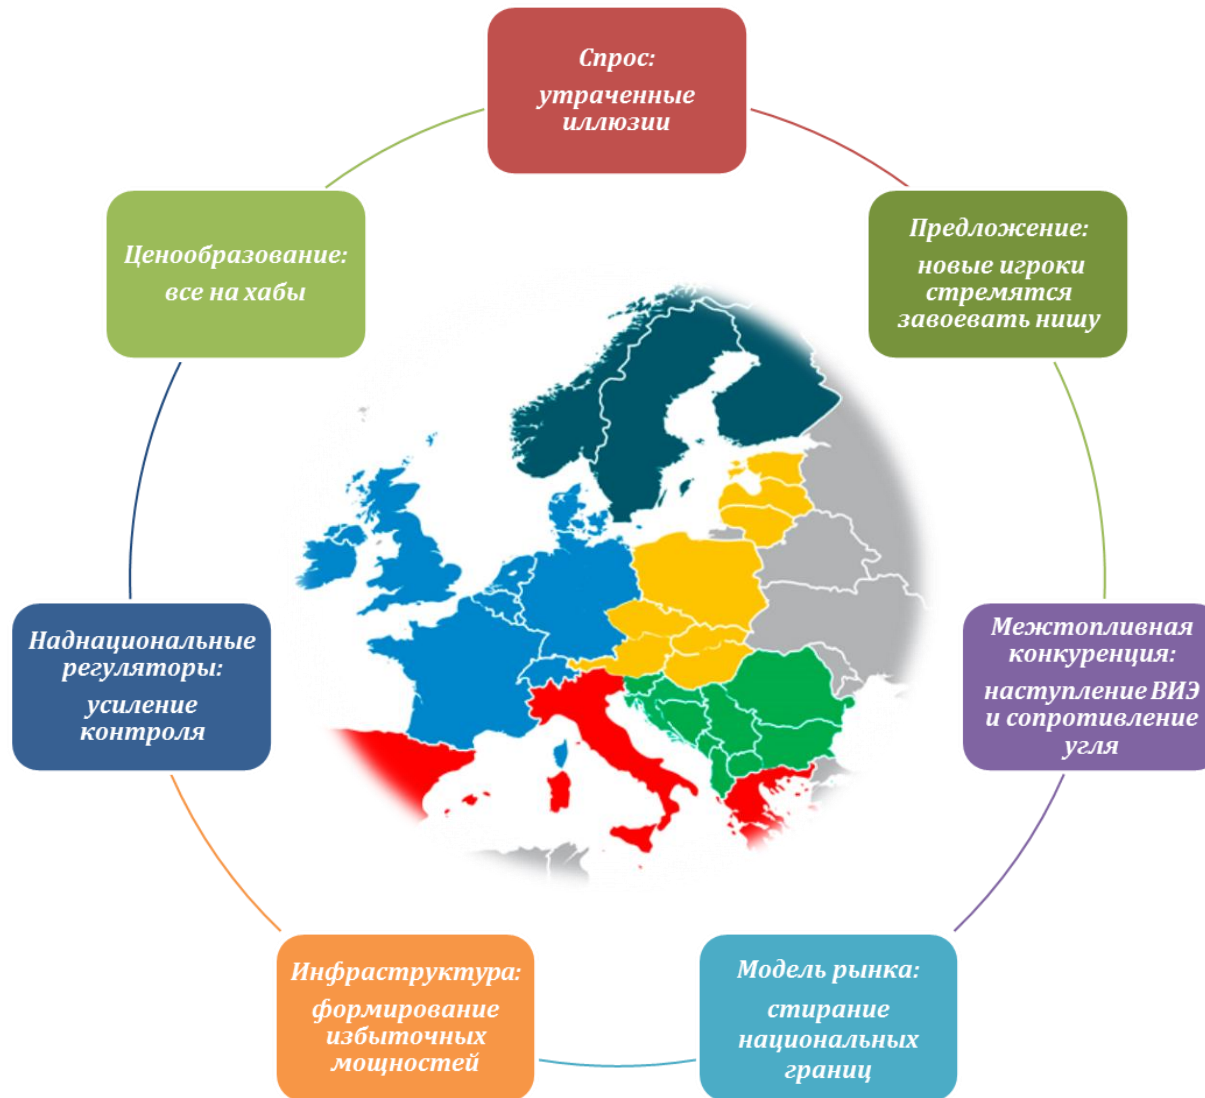 Спрос:
утраченные
иллюзии
Предложение:
новые игроки
стремятся
завоевать нишу
Межтопливная
конкуренция:
наступление ВИЭ
и сопротивление
угля
Модель рынка:
стирание
национальных
границ
Инфраструктура:
формирование
избыточных
мощностей
Наднациональные
регуляторы:
усиление
контроля
Ценообразование:
все на хабы